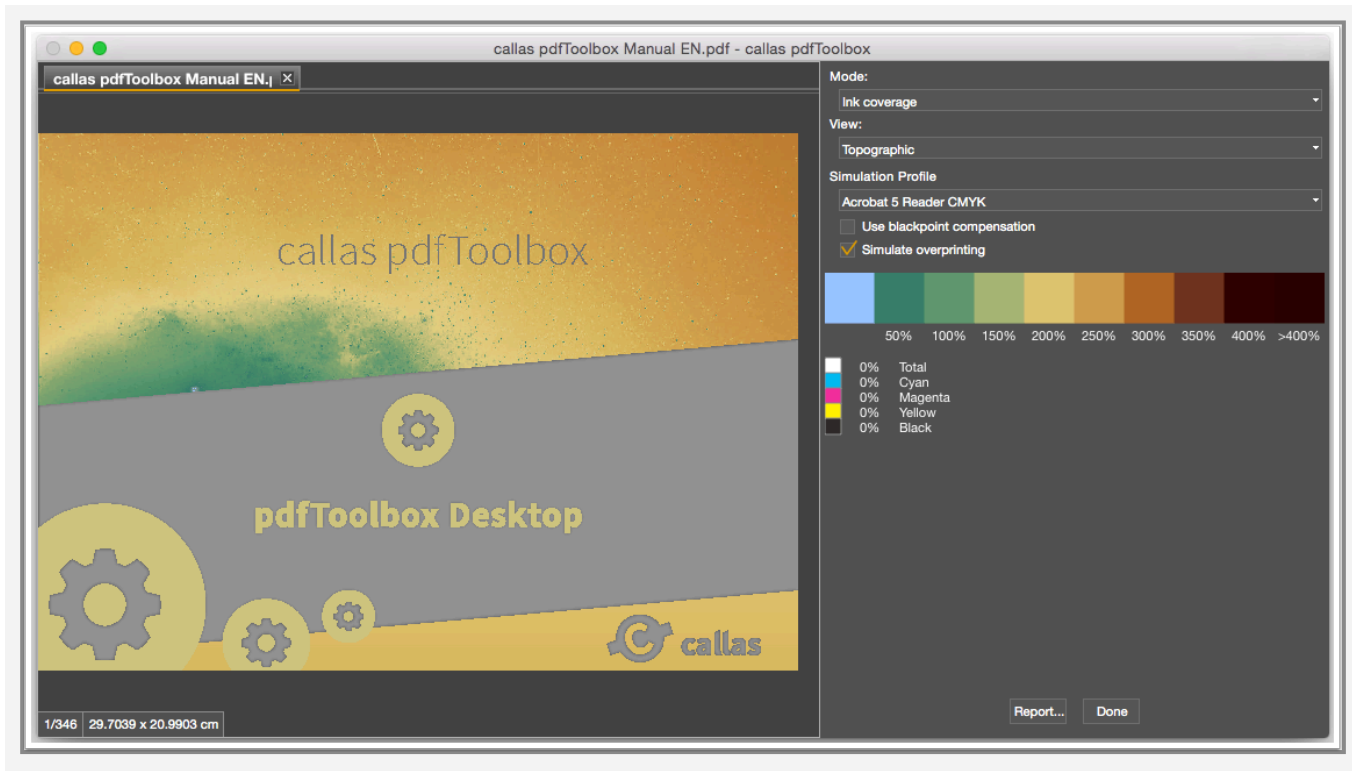 callas pdfToolbox Manual EN.pdf - callas pdfToolbox
callas pdfToolbox Manual EN.p
callas pdfToolbox
pdfToolbox Desktop
callas
1/346 29.7039 x 20.9903 cm
Mode:
Ink coverage
View:
Topographic
Simulation Profile
Acrobat 5 Reader CMYK
Use blackpoint compensation
Simulate overprinting
50% 100% 150% 200% 250% 300% 350% 400% >400%
0% Total
0% Cyan
0% Magenta
0% Yellow
0% Black
Report... Done